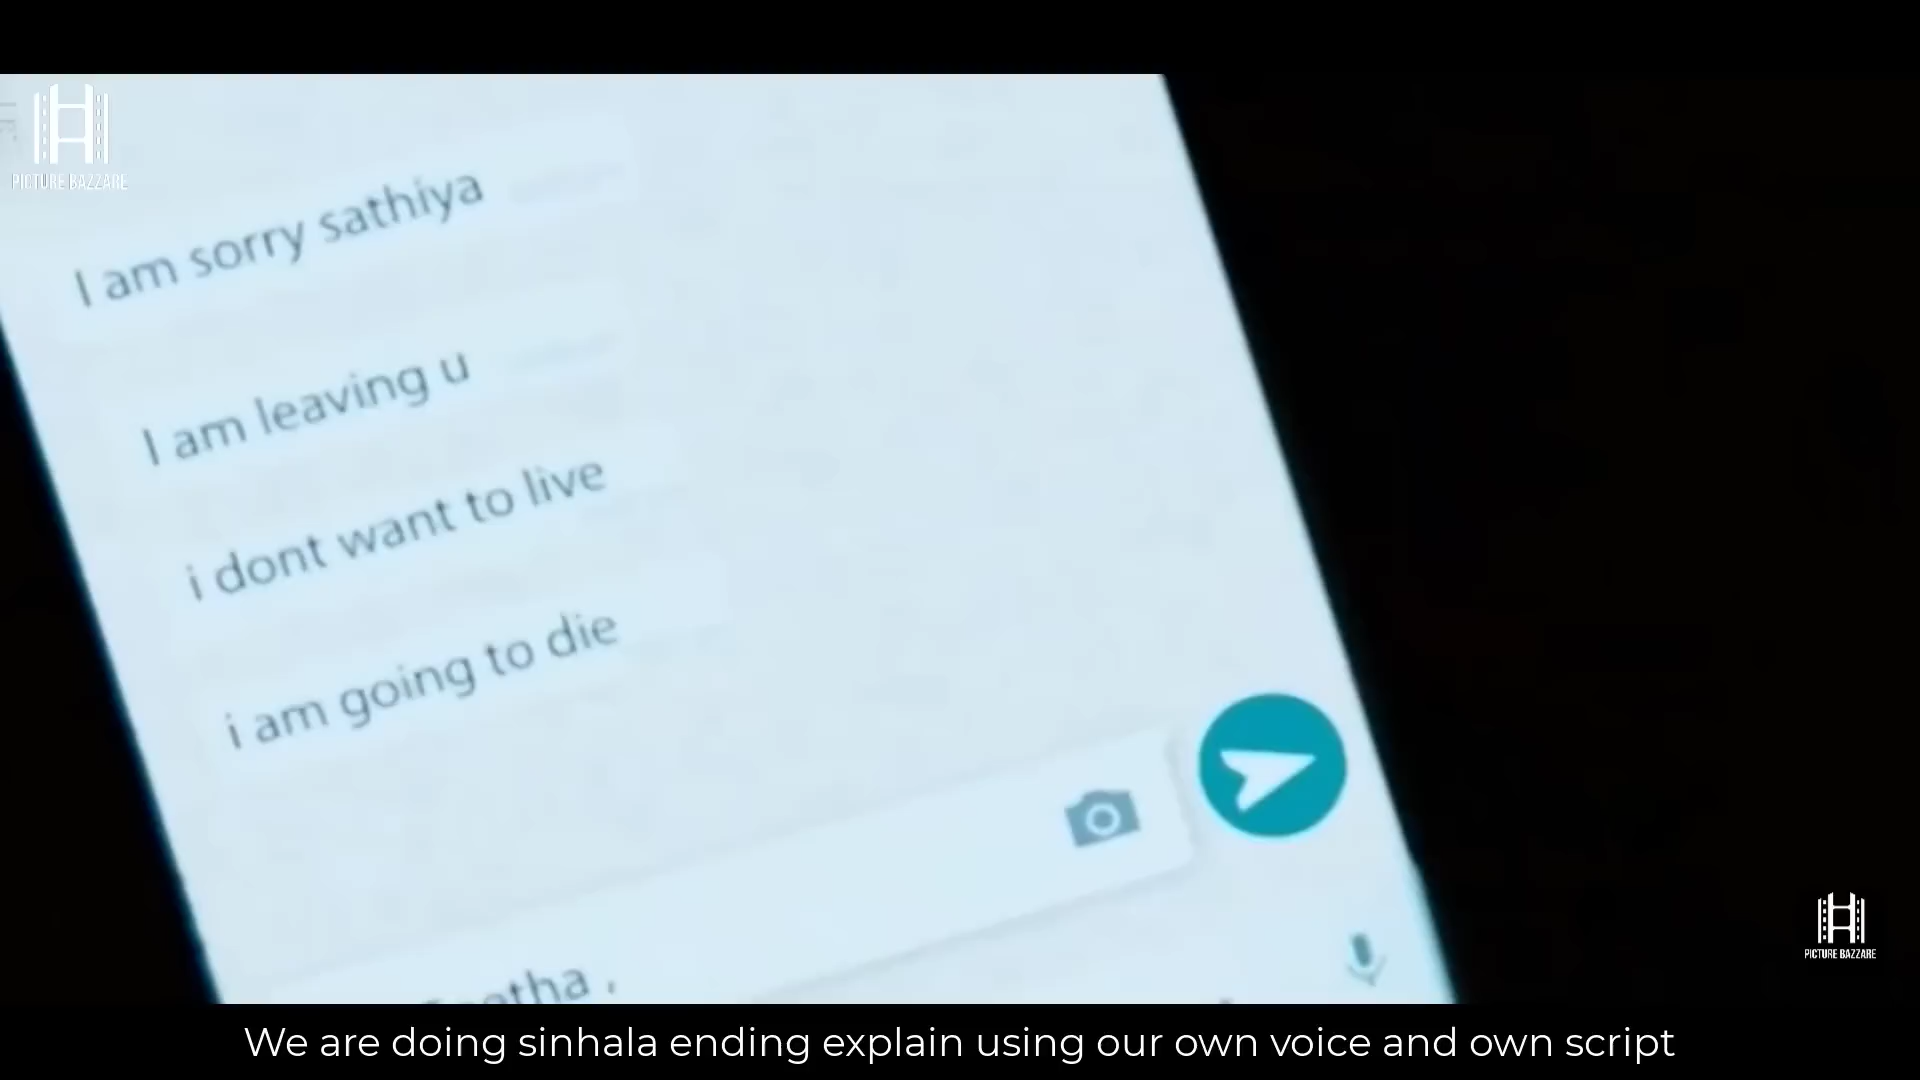 PICTURE BAZZARE
I am sorry sathiya
I am leaving u
i dont want to live
i am going to die
PICTURE BAZZARE
We are doing sinhala ending explain using our own voice and own script